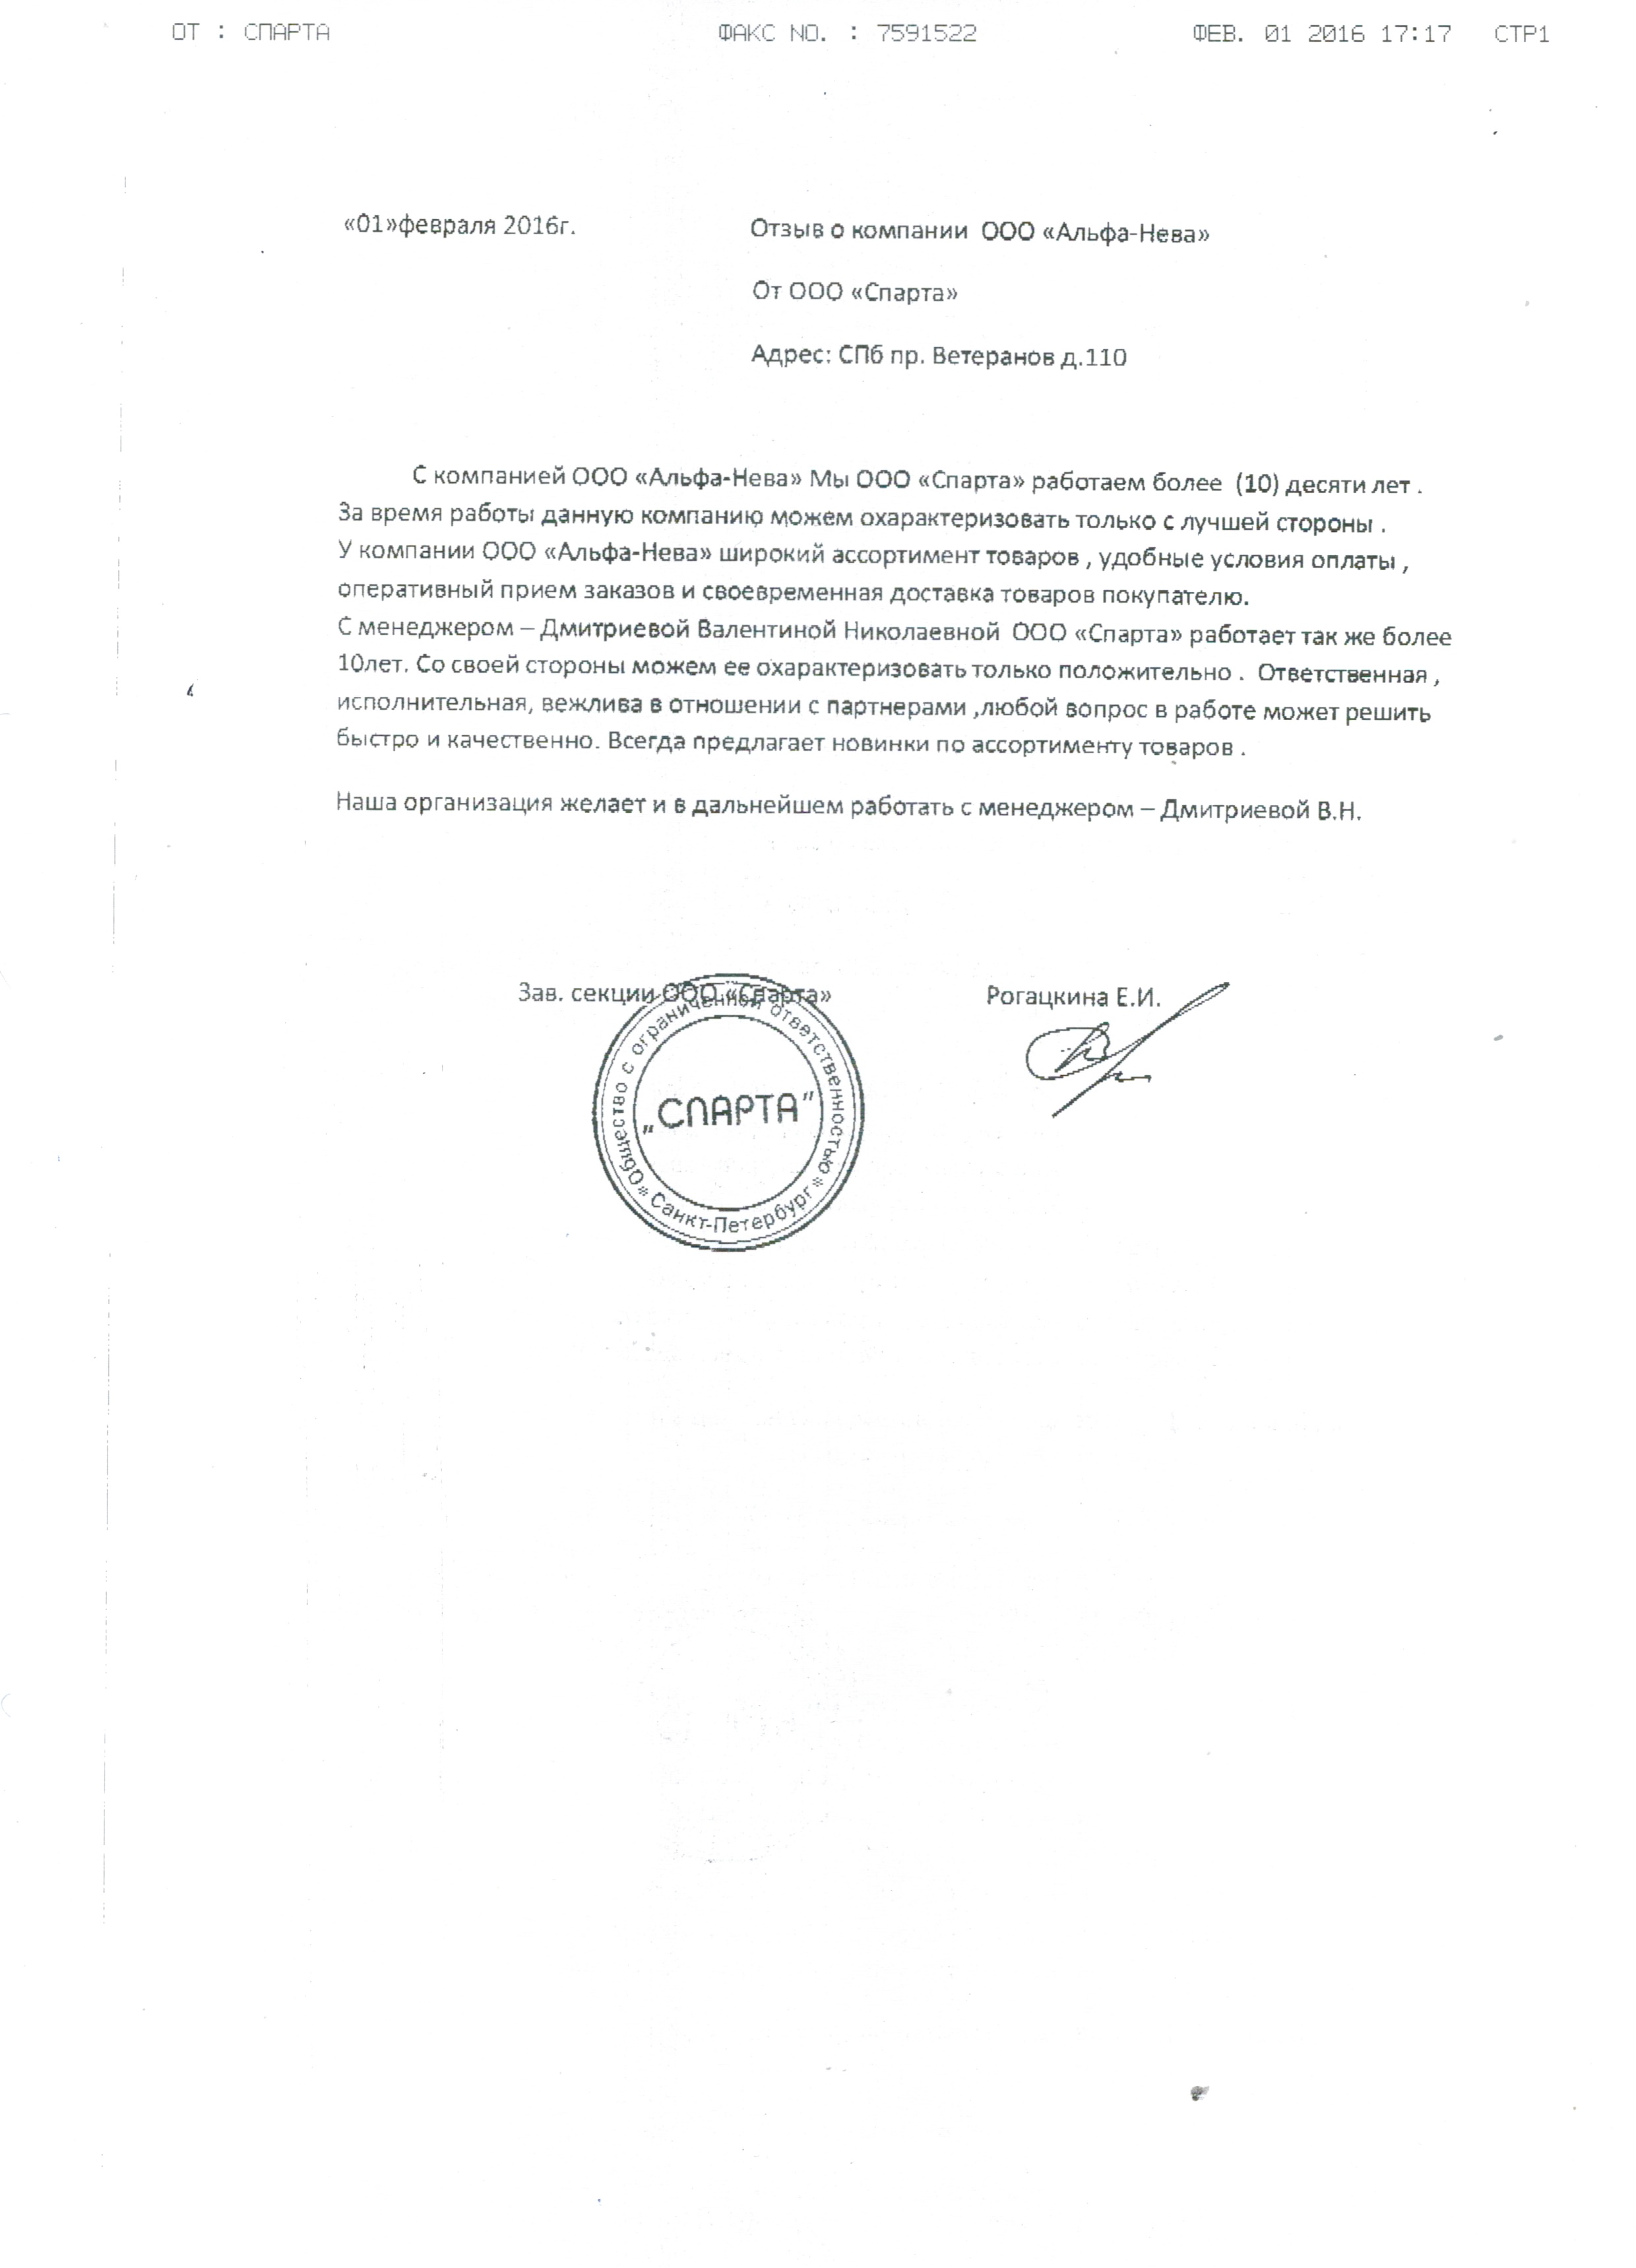 ОТ : СПАРТА ФАКС NO. : 7591522 ФЕВ. 01 2016 17:17 СТР1
«01»февраля 2016г. Отзыв о компании ООО «Альфа-Нева»
От ООО «Спарта»
Адрес: СПб пр. Ветеранов д.110
С компанией ООО «Альфа-Нева» Мы ООО «Спарта» работаем более (10) десяти лет .
За время работы данную компанию можем охарактеризовать только с лучшей стороны .
У компании ООО «Альфа-Нева» широкий ассортимент товаров , удобные условия оплаты ,
оперативный прием заказов и своевременная доставка товаров покупателю.
С менеджером – Дмитриевой Валентиной Николаевной ООО «Спарта» работает так же более
10лет. Со своей стороны можем ее охарактеризовать только положительно . Ответственная ,
исполнительная, вежлива в отношении с партнерами ,любой вопрос в работе может решить
быстро и качественно. Всегда предлагает новинки по ассортименту товаров .
Наша организация желает и в дальнейшем работать с менеджером – Дмитриевой В.Н.
Зав. секции ООО «Спарта» Рогацкина Е.И.
Общество с ограниченной ответственностью
„СПАРТА"
* Санкт-Петербург *